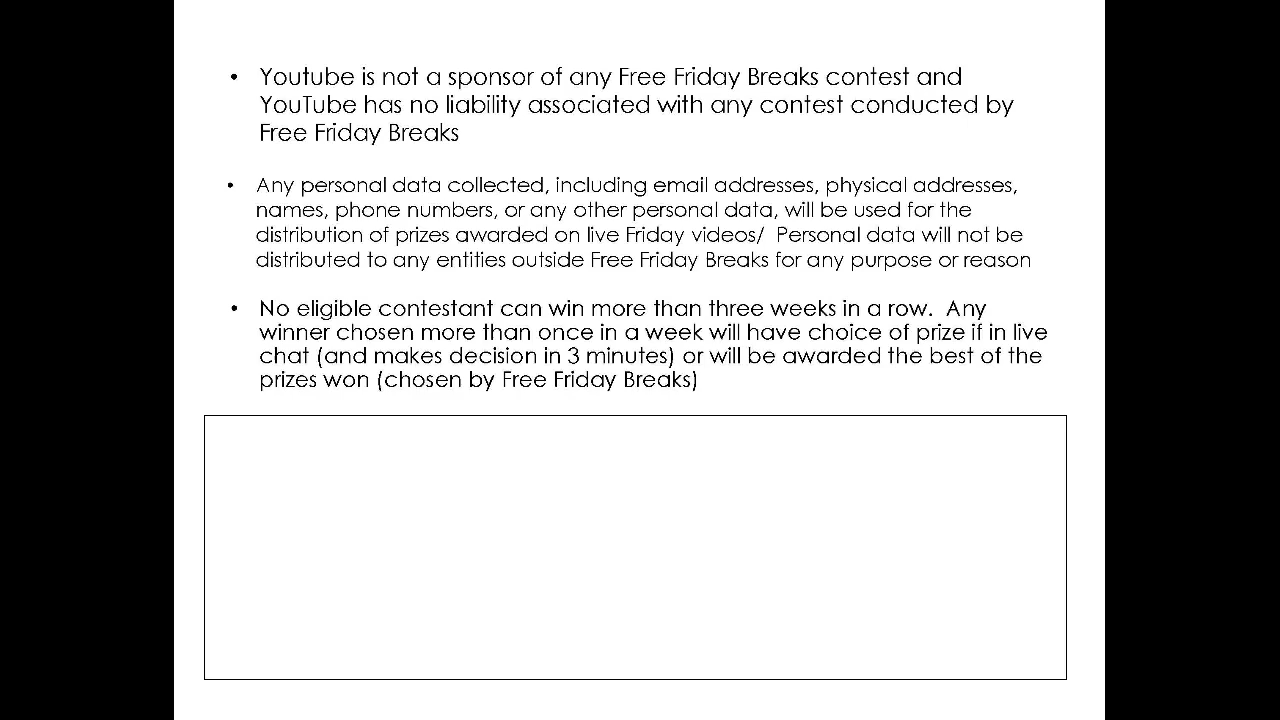 • Youtube is not a sponsor of any Free Friday Breaks contest and
YouTube has no liability associated with any contest conducted by
Free Friday Breaks
• Any personal data collected, including email addresses, physical addresses,
names, phone numbers, or any other personal data, will be used for the
distribution of prizes awarded on live Friday videos/  Personal data will not be
distributed to any entities outside Free Friday Breaks for any purpose or reason
• No eligible contestant can win more than three weeks in a row.  Any
winner chosen more than once in a week will have choice of prize if in live
chat (and makes decision in 3 minutes) or will be awarded the best of the
prizes won (chosen by Free Friday Breaks)